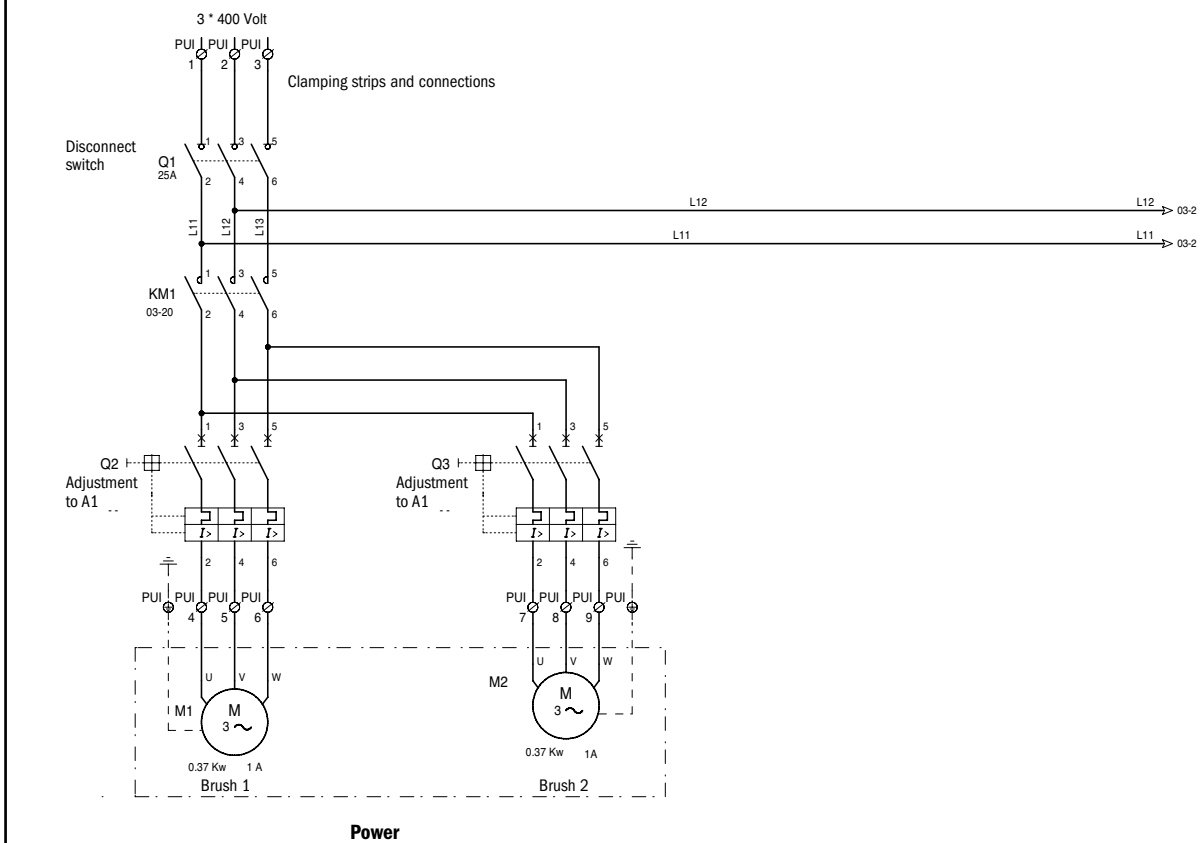 3 * 400 Volt
PUI PUI PUI
1 2 3
Clamping strips and connections
Disconnect
switch
Q1
25A
1 3 5
2 4 6
L11 L12 L13
L12 L12 03-2
L11 L11 03-2
KM1
03-20
1 3 5
2 4 6
1 3 5
1 3 5
Q2
Adjustment
to A1
Q3
Adjustment
to A1
I> I> I>
I> I> I>
2 4 6
2 4 6
PUI PUI PUI PUI
4 5 6
PUI PUI PUI PUI
7 8 9
U V W
M1
M
3
0.37 Kw 1 A
Brush 1
U V W
M2
M
3
0.37 Kw 1A
Brush 2
Power